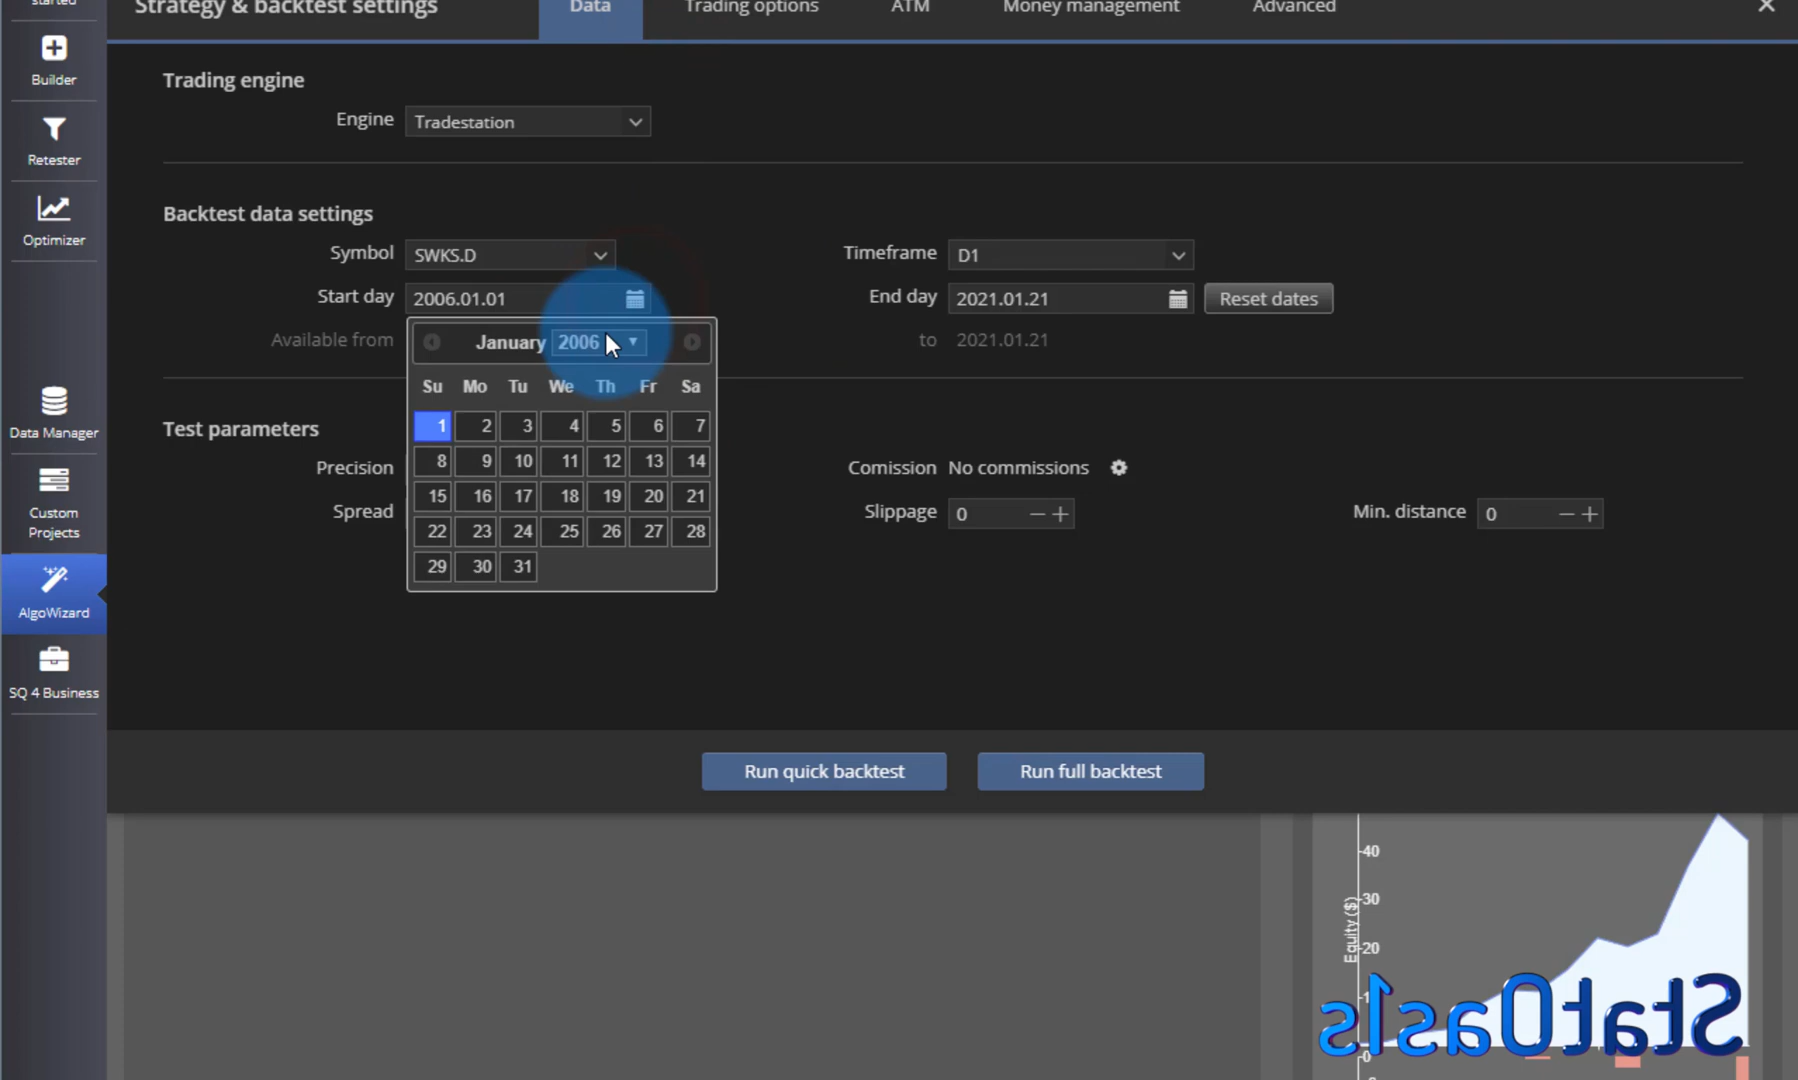 started
Strategy & backtest settings
Data
Trading options
ATM
Money management
Advanced
Builder
Retester
Optimizer
Data Manager
Custom
Projects
AlgoWizard
SQ 4 Business
Trading engine
Engine
Tradestation
Backtest data settings
Symbol
SWKS.D
Timeframe
D1
Start day
2006.01.01
End day
2021.01.21
Reset dates
Available from
to
2021.01.21
January 2006
Su Mo Tu We Th Fr Sa
1 2 3 4 5 6 7
8 9 10 11 12 13 14
15 16 17 18 19 20 21
22 23 24 25 26 27 28
29 30 31
Test parameters
Precision
Comission
No commissions
Spread
Slippage
0
Min. distance
0
Run quick backtest
Run full backtest
Equity ($)
40
30
20
0
StatOas1s